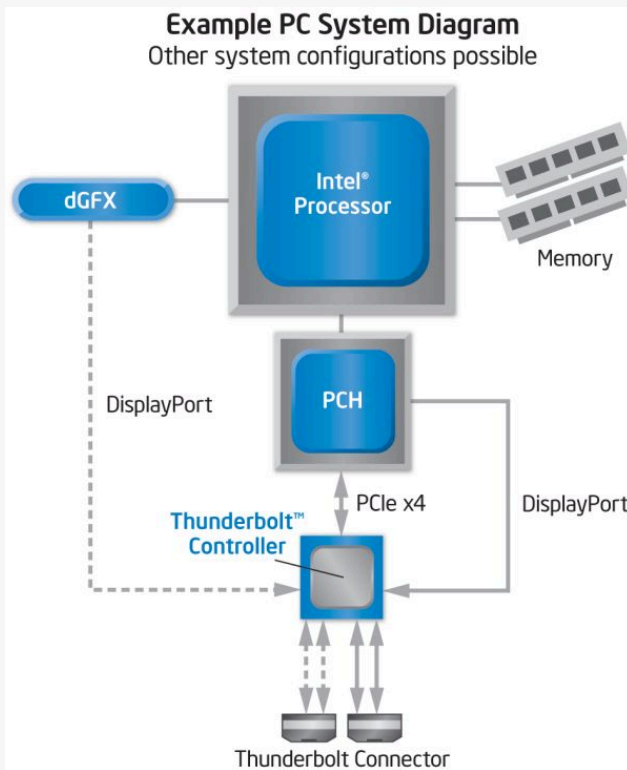 Example PC System Diagram
Other system configurations possible
Intel®
Processor
dGFX
Memory
PCH
DisplayPort
PCIe x4
DisplayPort
Thunderbolt™
Controller
Thunderbolt Connector